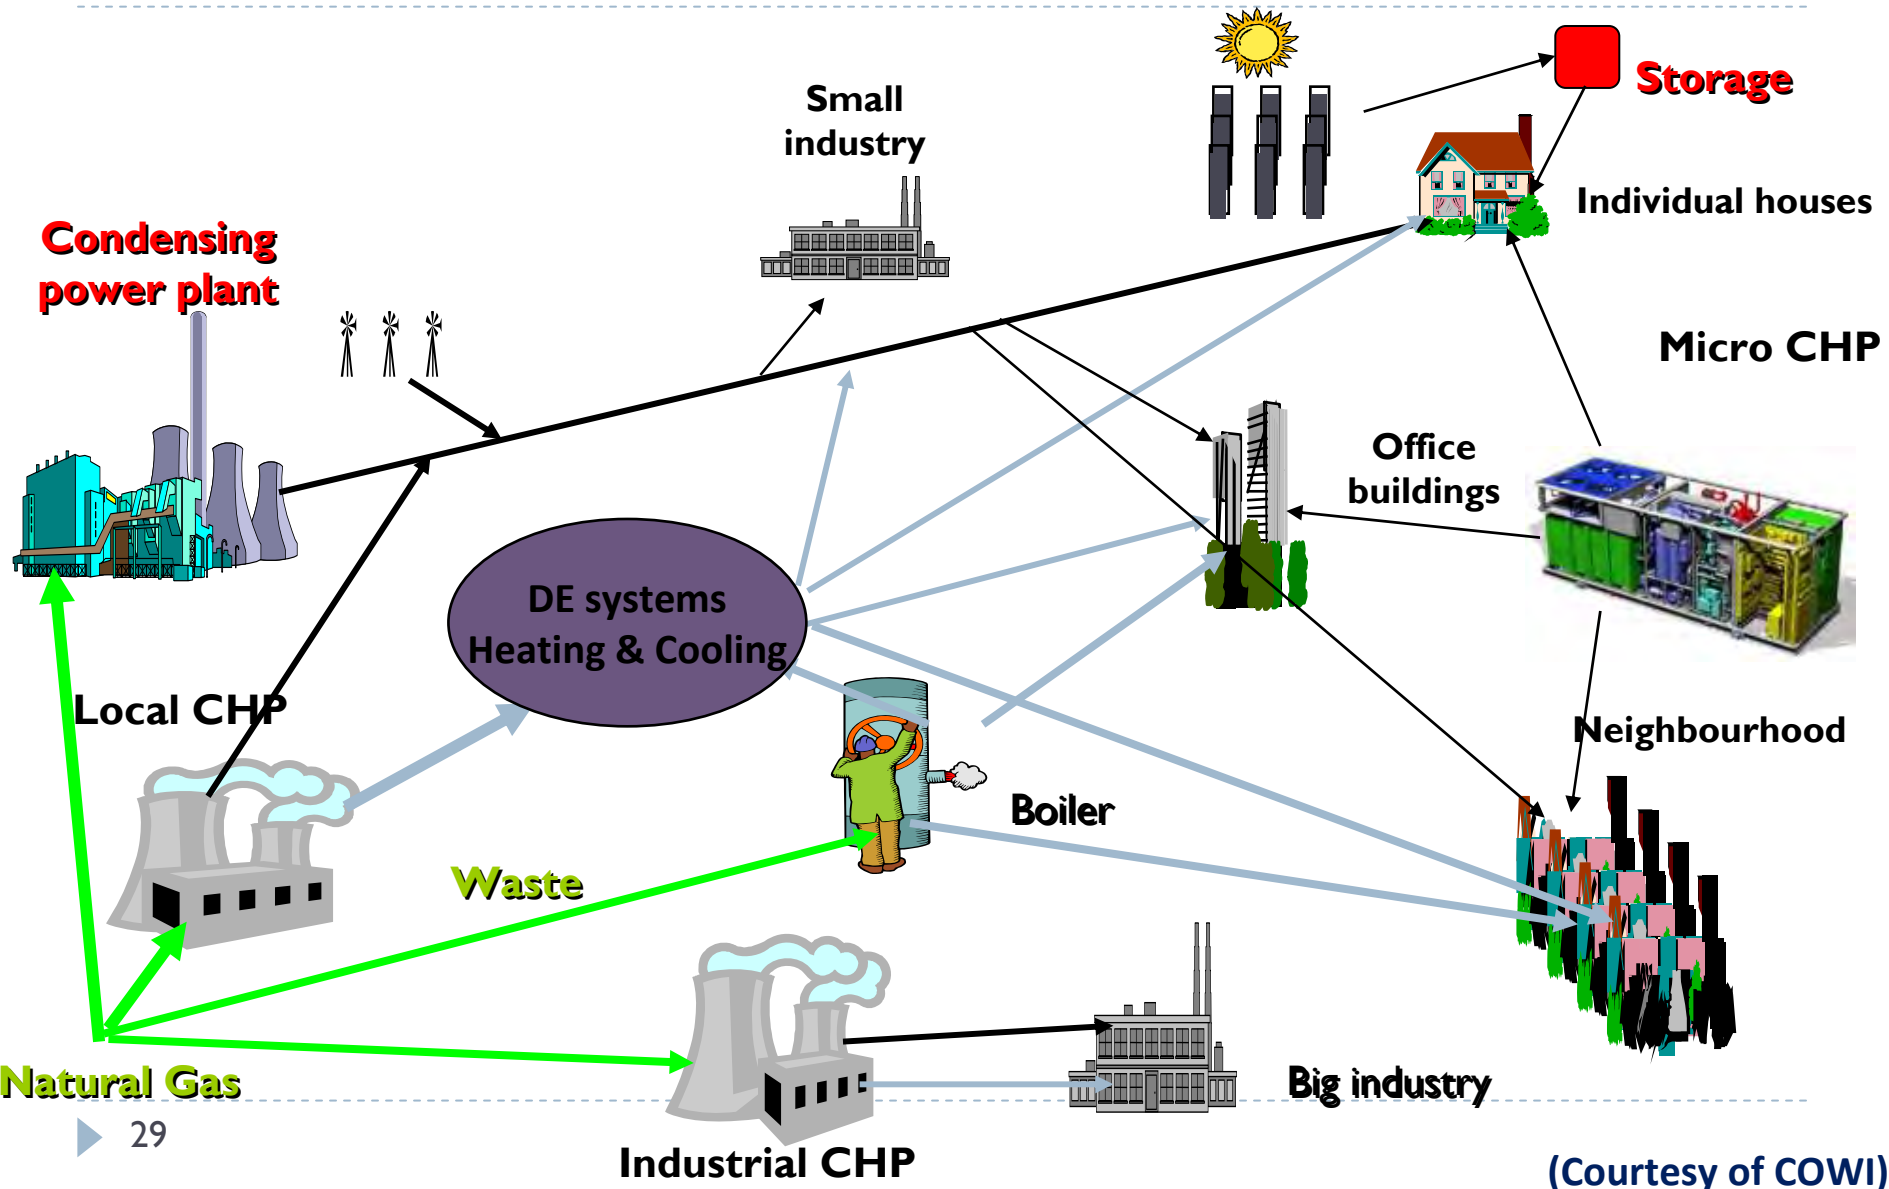 Small
industry
Storage
Individual houses
Condensing
power plant
Micro CHP
Office
buildings
DE systems
Heating & Cooling
Local CHP
Neighbourhood
Boiler
Waste
Natural Gas
Big industry
29
Industrial CHP
(Courtesy of COWI)